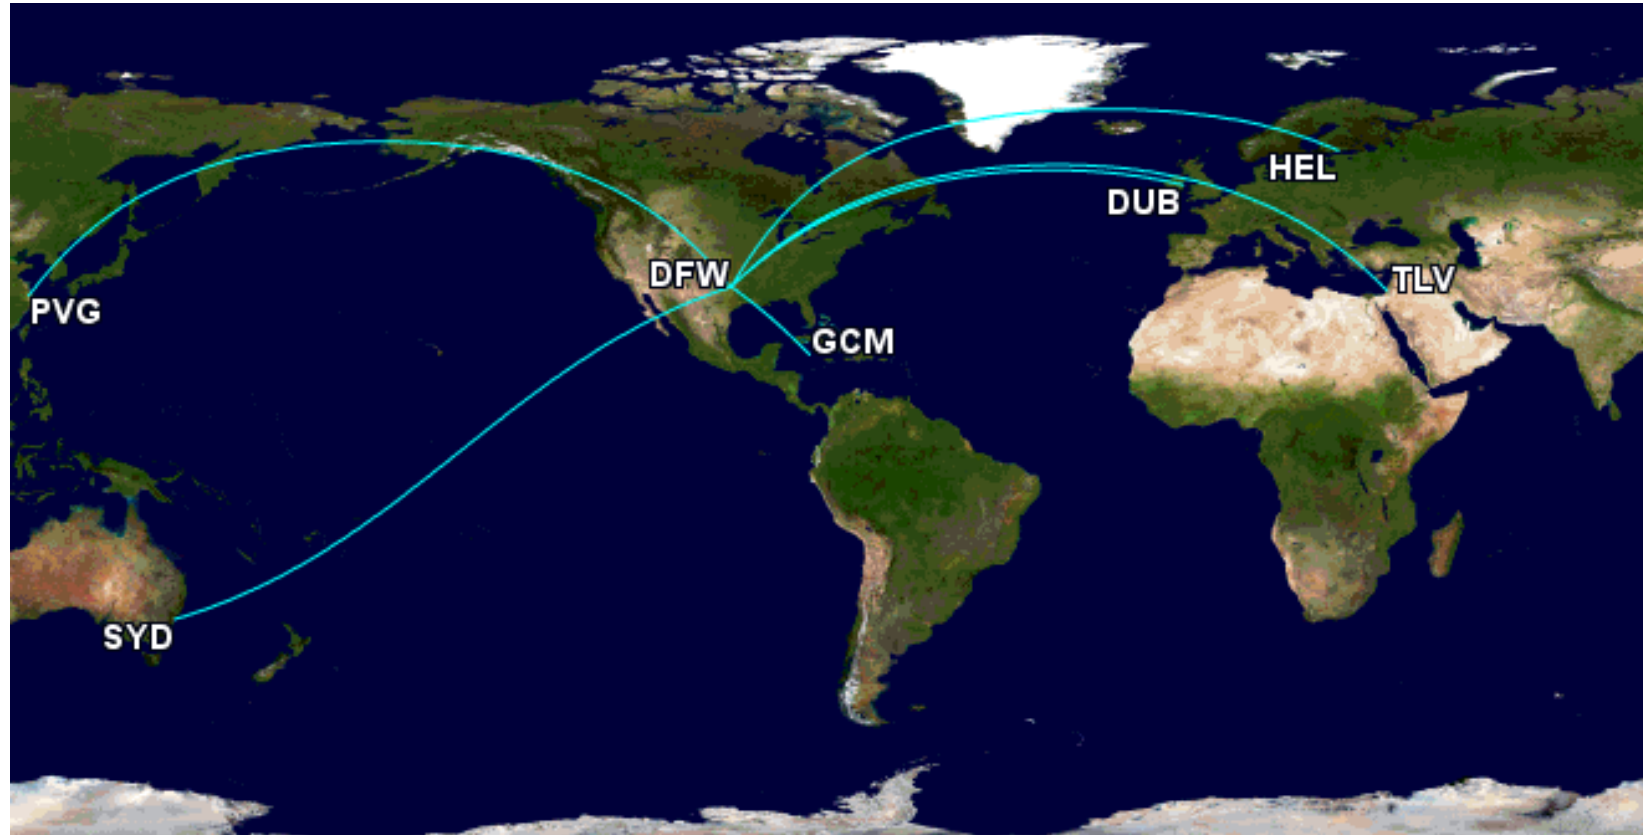 HEL
DUB
DFW
TLV
PVG
GCM
SYD